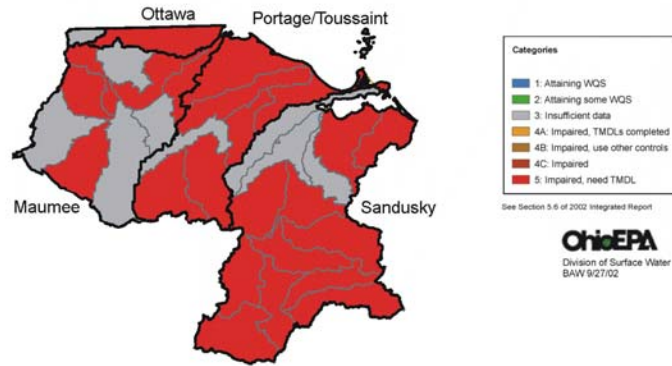 Ottawa
Portage/Toussaint
Maumee
Sandusky
Categories
1: Attaining WQS
2: Attaining some WQS
3: Insufficient data
4A: Impaired, TMDLs completed
4B: Impaired, use other controls
4C: Impaired
5: Impaired, need TMDL
See Section 5.6 of 2002 Integrated Report
OhioEPA
Division of Surface Water
BAW 9/27/02